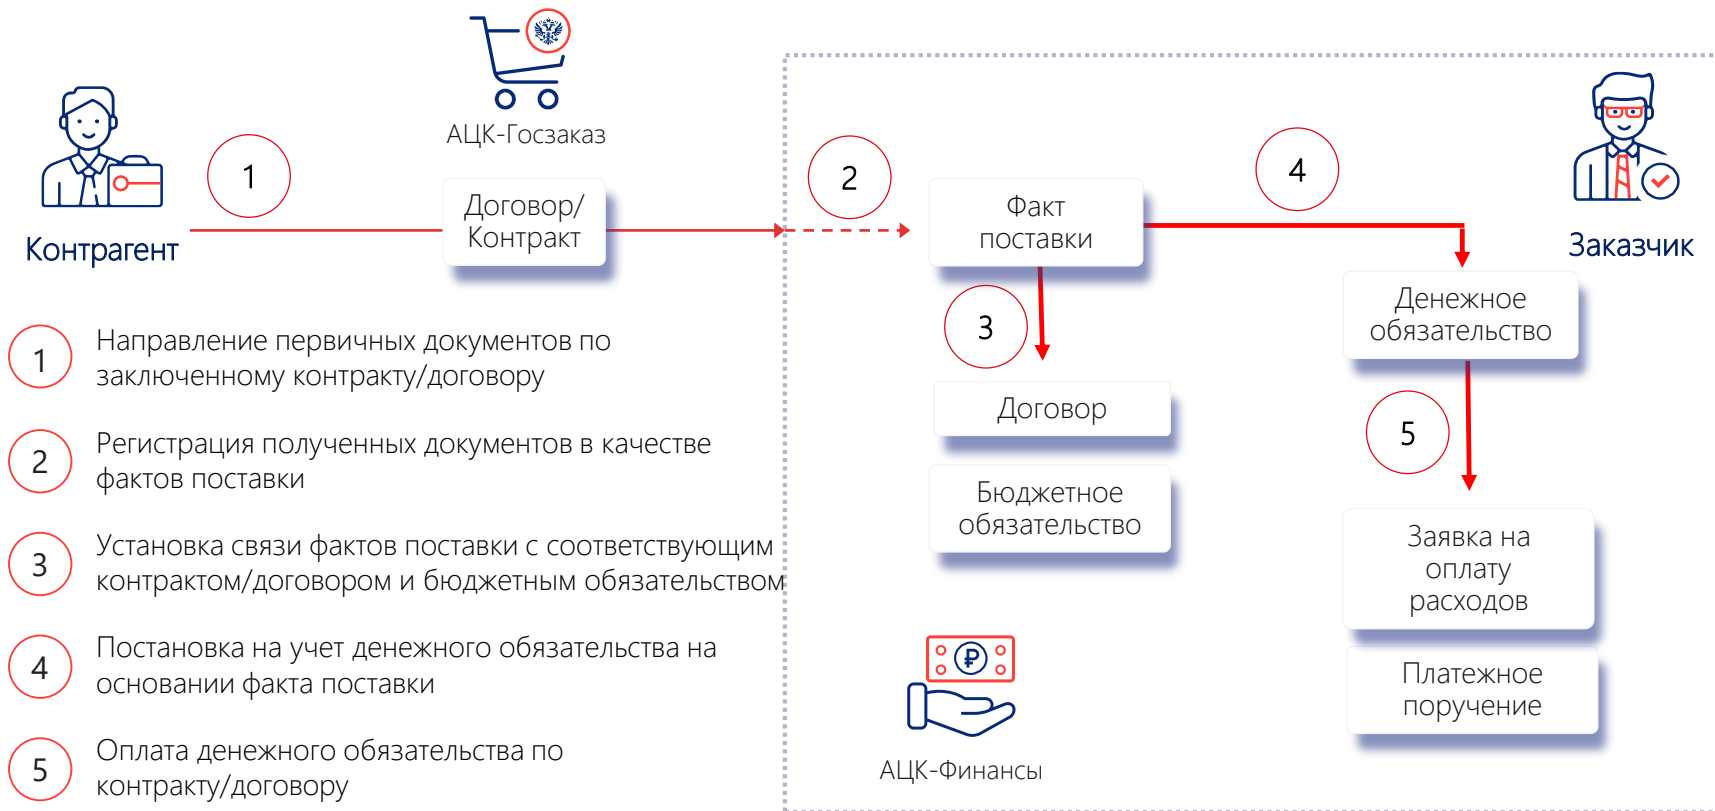 АЦК-Госзаказ
Контрагент
1
Договор/
Контракт
2
Факт
поставки
4
Заказчик
3
Денежное
обязательство
Договор
5
Бюджетное
обязательство
Заявка на
оплату
расходов
Платежное
поручение
АЦК-Финансы
1
Направление первичных документов по
заключенному контракту/договору
2
Регистрация полученных документов в качестве
фактов поставки
3
Установка связи фактов поставки с соответствующим
контрактом/договором и бюджетным обязательством
4
Постановка на учет денежного обязательства на
основании факта поставки
5
Оплата денежного обязательства по
контракту/договору